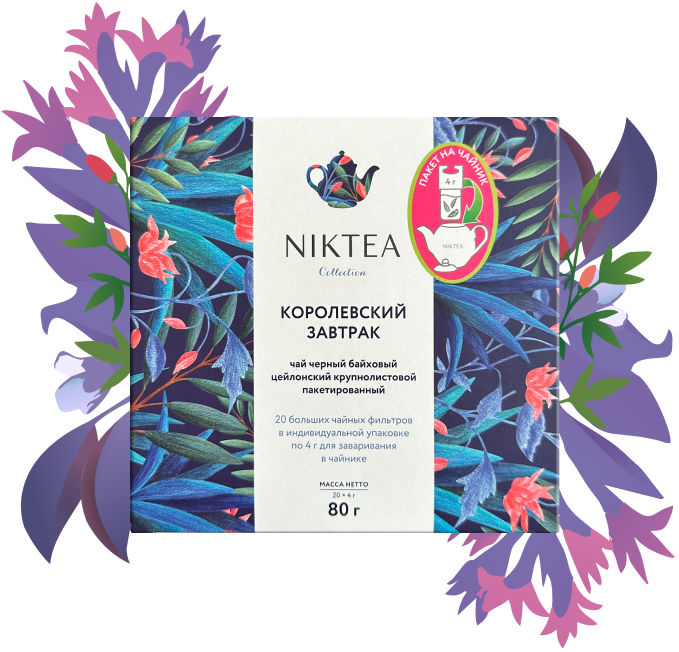 ПАКЕТ НА ЧАЙНИК
4 г
NIKTEA
NIKTEA
Collection
КОРОЛЕВСКИЙ
ЗАВТРАК
чай черный байховый
цейлонский крупнолистовой
пакетированный
20 больших чайных фильтров
в индивидуальной упаковке
по 4 г для заваривания
в чайнике
МАССА НЕТТО
20 × 4 г
80 г